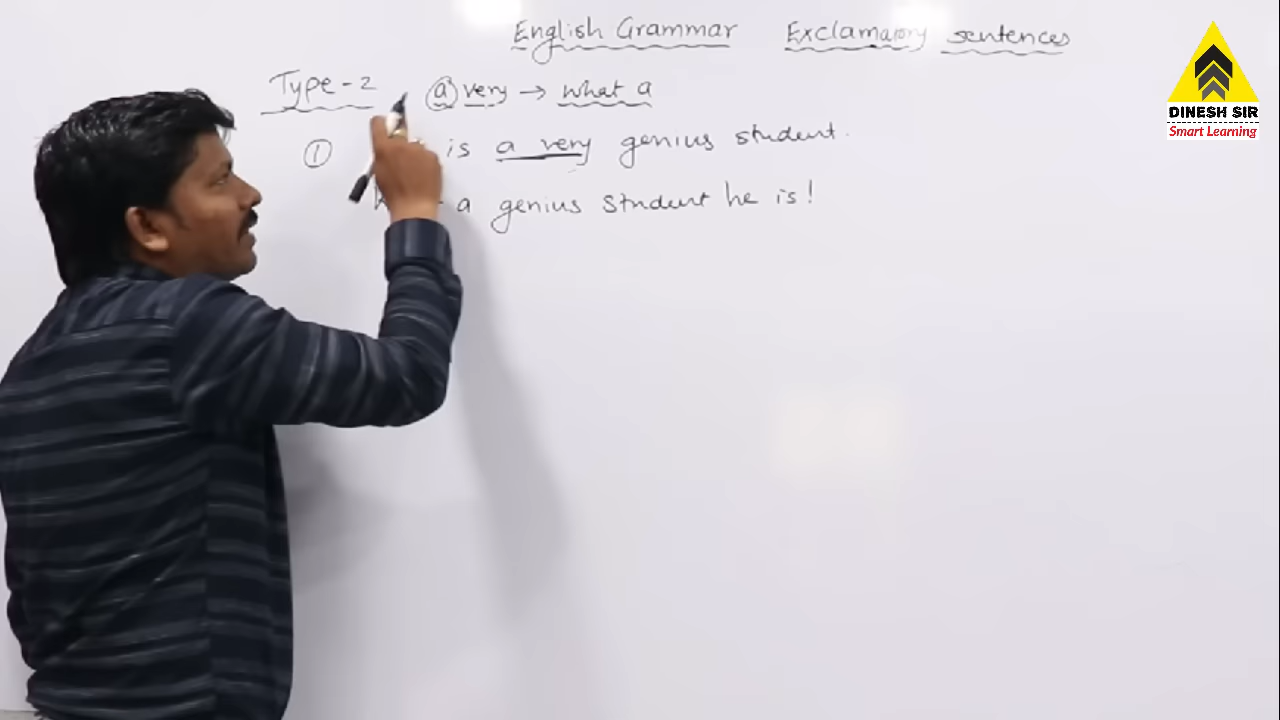 English Grammar Exclamatory sentences
Type-2 a very → what a
① is a very genius student.
a genius student he is!
DINESH SIR
Smart Learning